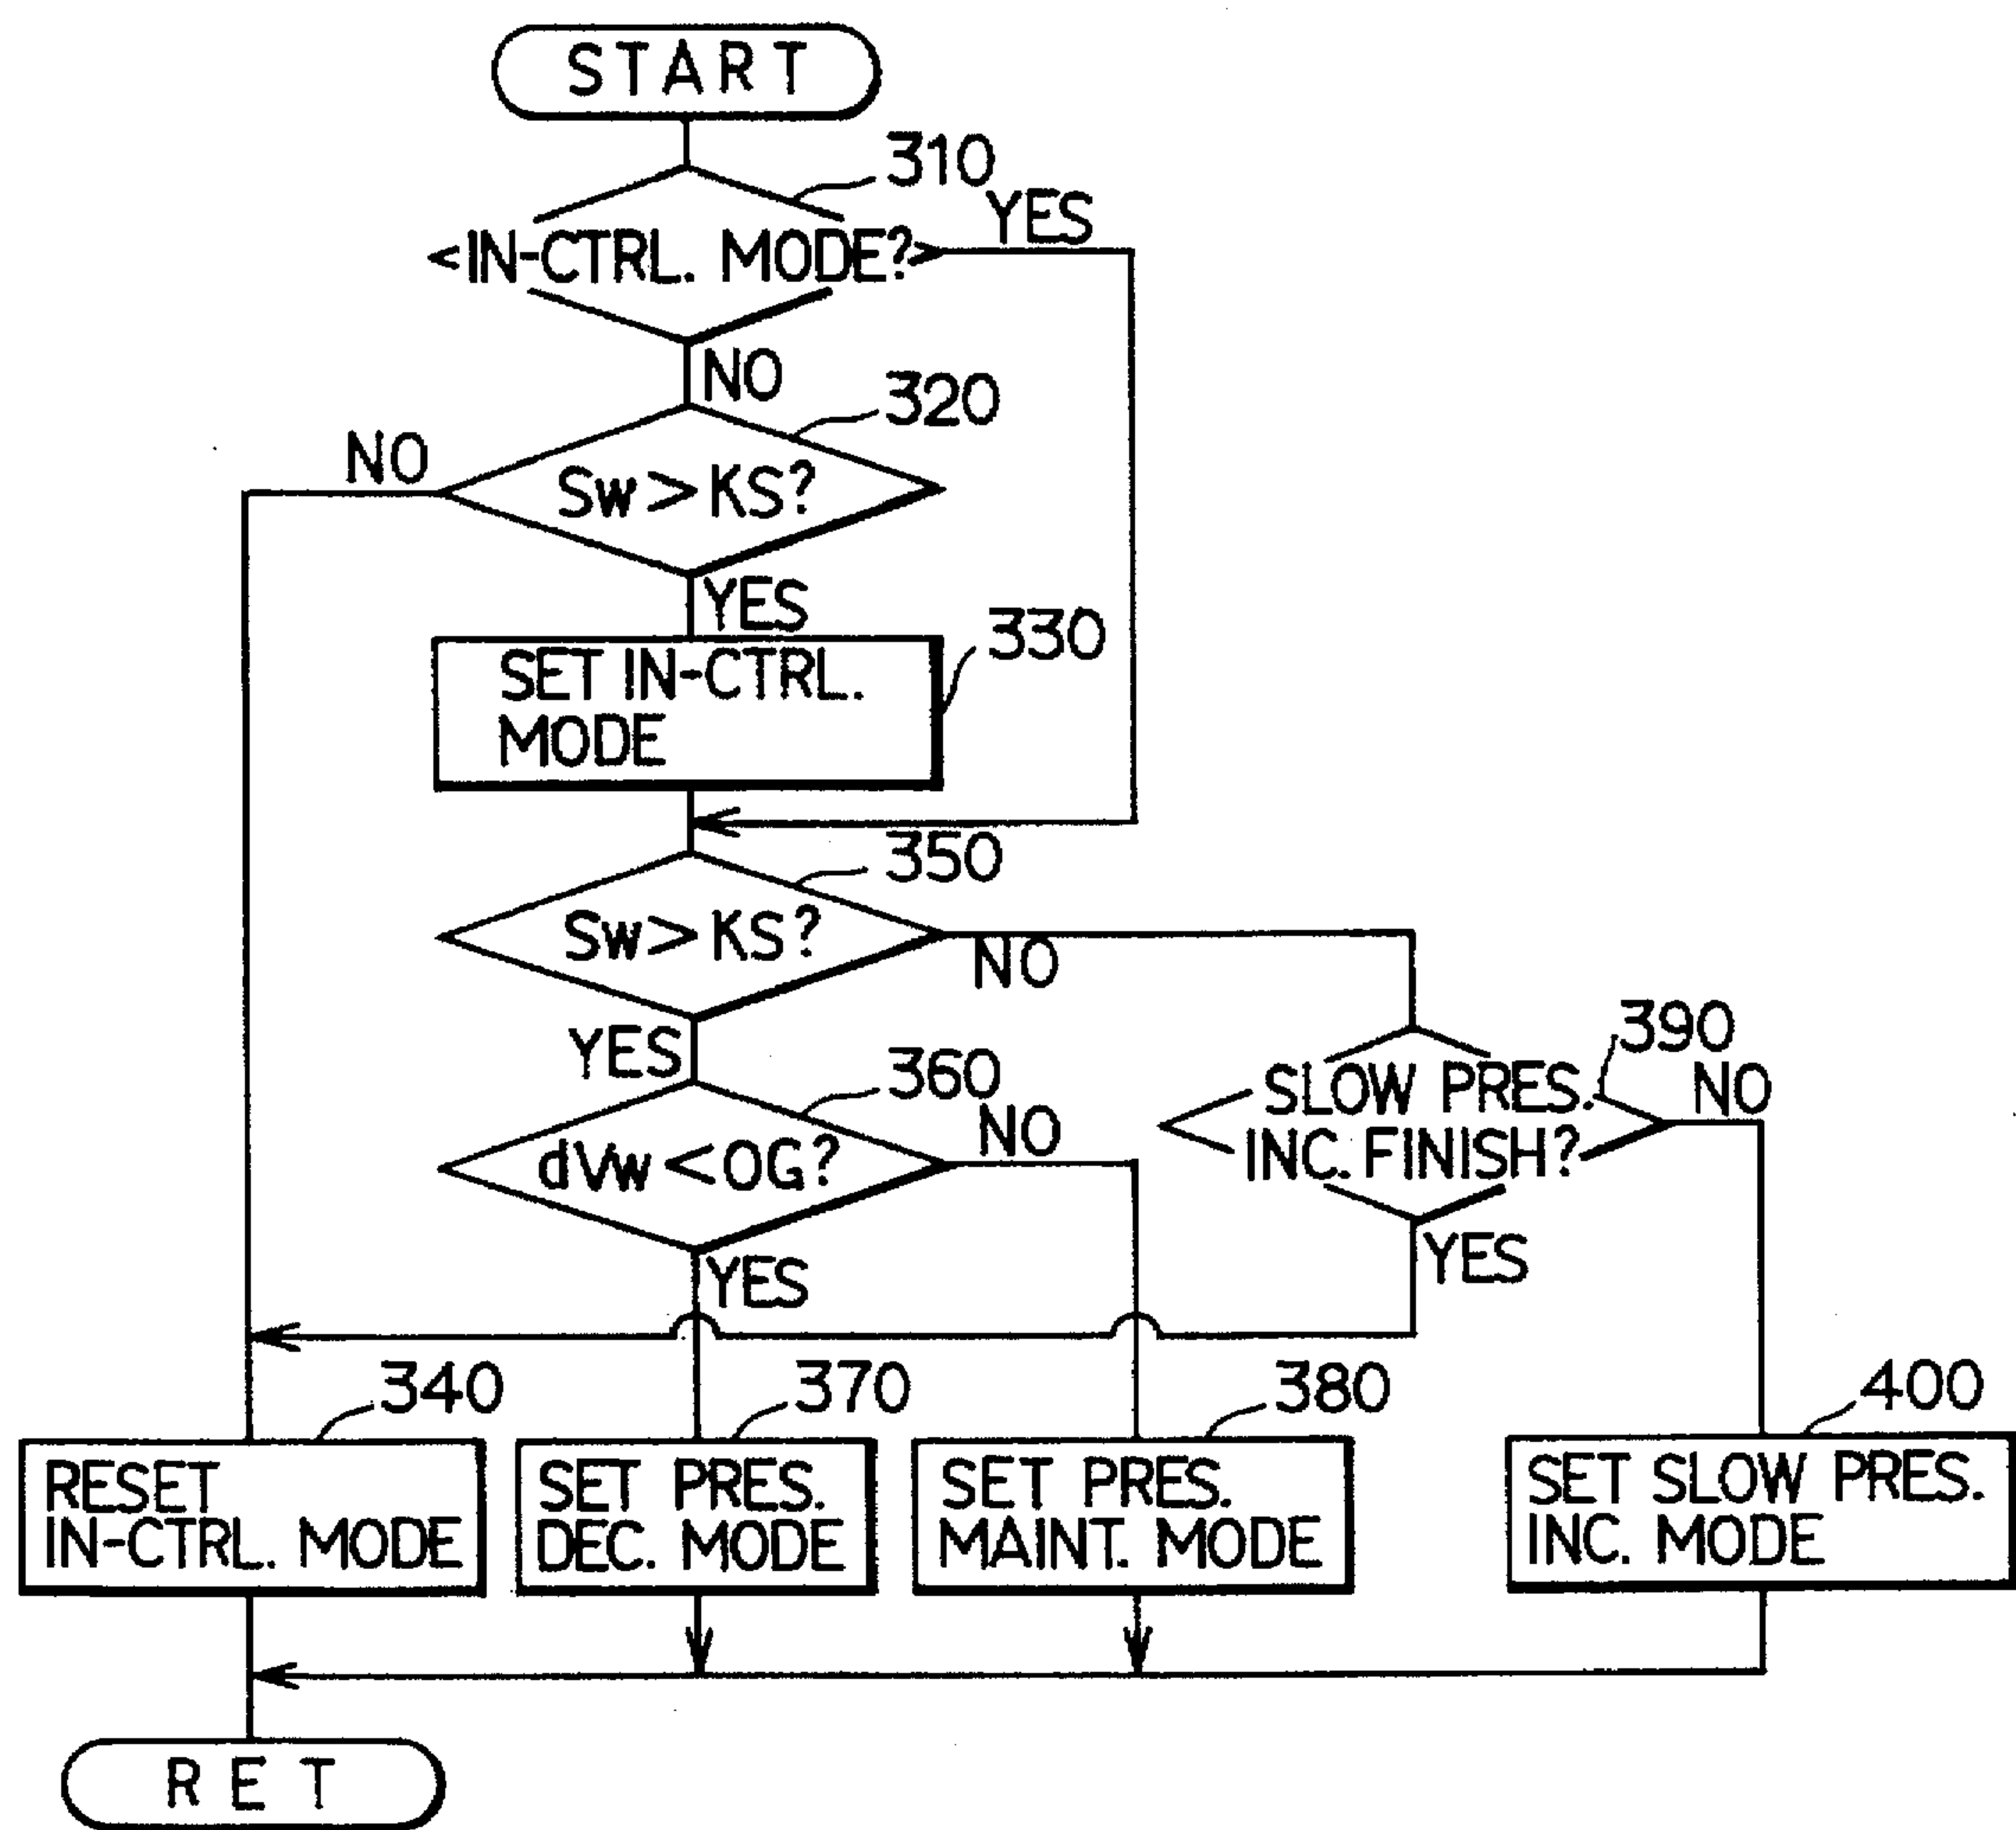 START
310
YES
<IN-CTRL. MODE?>
NO
320
NO
Sw>KS?
YES
330
SET IN-CTRL.
MODE
350
Sw>KS?
NO
YES
390
360
SLOW PRES.
NO
NO
dVw<0G?
INC. FINISH?
YES
YES
340
370
380
400
RESET
IN-CTRL. MODE
SET PRES.
DEC. MODE
SET PRES.
MAINT. MODE
SET SLOW PRES.
INC. MODE
RET